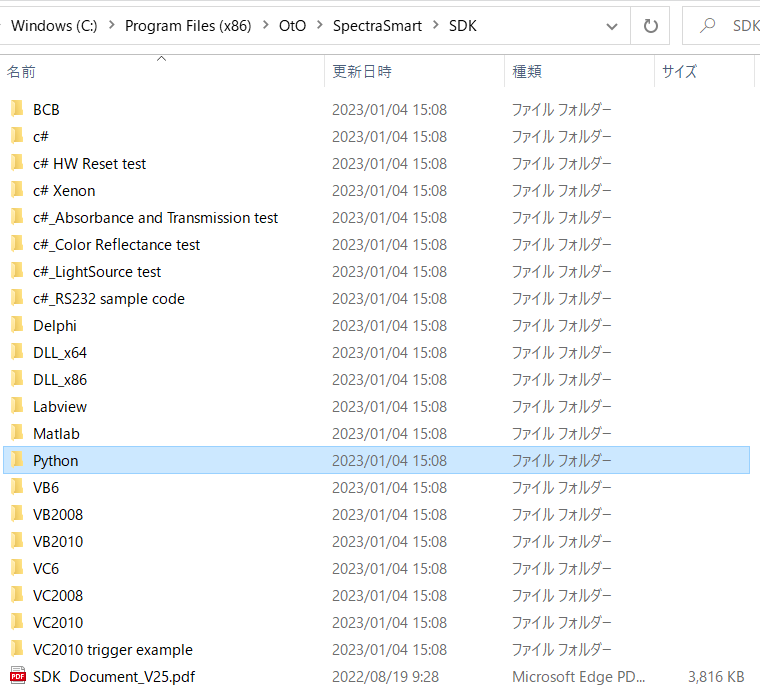 Windows (C:) > Program Files (x86) > OtO > SpectraSmart > SDK SDK
名前 更新日時 種類 サイズ
BCB 2023/01/04 15:08 ファイル フォルダー
c# 2023/01/04 15:08 ファイル フォルダー
c# HW Reset test 2023/01/04 15:08 ファイル フォルダー
c# Xenon 2023/01/04 15:08 ファイル フォルダー
c#_Absorbance and Transmission test 2023/01/04 15:08 ファイル フォルダー
c#_Color Reflectance test 2023/01/04 15:08 ファイル フォルダー
c#_LightSource test 2023/01/04 15:08 ファイル フォルダー
c#_RS232 sample code 2023/01/04 15:08 ファイル フォルダー
Delphi 2023/01/04 15:08 ファイル フォルダー
DLL_x64 2023/01/04 15:08 ファイル フォルダー
DLL_x86 2023/01/04 15:08 ファイル フォルダー
Labview 2023/01/04 15:08 ファイル フォルダー
Matlab 2023/01/04 15:08 ファイル フォルダー
Python 2023/01/04 15:08 ファイル フォルダー
VB6 2023/01/04 15:08 ファイル フォルダー
VB2008 2023/01/04 15:08 ファイル フォルダー
VB2010 2023/01/04 15:08 ファイル フォルダー
VC6 2023/01/04 15:08 ファイル フォルダー
VC2008 2023/01/04 15:08 ファイル フォルダー
VC2010 2023/01/04 15:08 ファイル フォルダー
VC2010 trigger example 2023/01/04 15:08 ファイル フォルダー
PDF SDK Document_V25.pdf 2022/08/19 9:28 Microsoft Edge PD... 3,816 KB